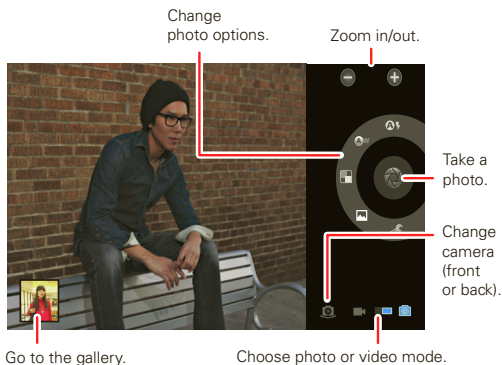 Change
photo options.
Zoom in/out.
Take a
photo.
Change
camera
(front
or back).
Go to the gallery.
Choose photo or video mode.